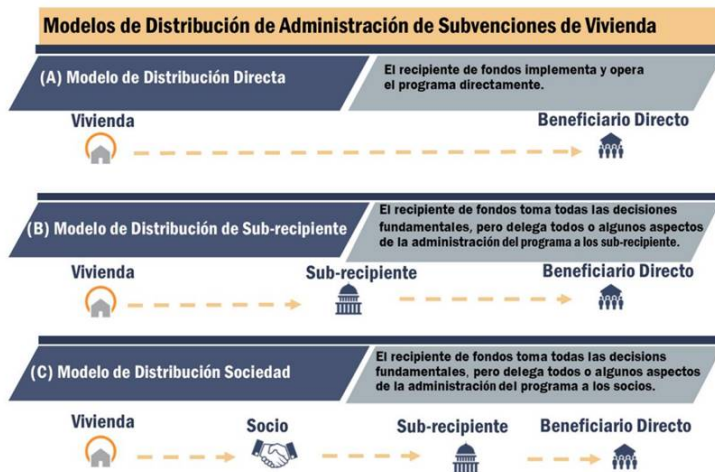 Modelos de Distribución de Administración de Subvenciones de Vivienda
(A) Modelo de Distribución Directa
El recipiente de fondos implementa y opera
el programa directamente.
Vivienda
Beneficiario Directo
(B) Modelo de Distribución de Sub-recipiente
El recipiente de fondos toma todas las decisiones
fundamentales, pero delega todos o algunos aspectos
de la administración del programa a los sub-recipiente.
Vivienda
Sub-recipiente
Beneficiario Directo
(C) Modelo de Distribución Sociedad
El recipiente de fondos toma todas las decisions
fundamentales, pero delega todos o algunos aspectos
de la administración del programa a los socios.
Vivienda
Socio
Sub-recipiente
Beneficiario Directo